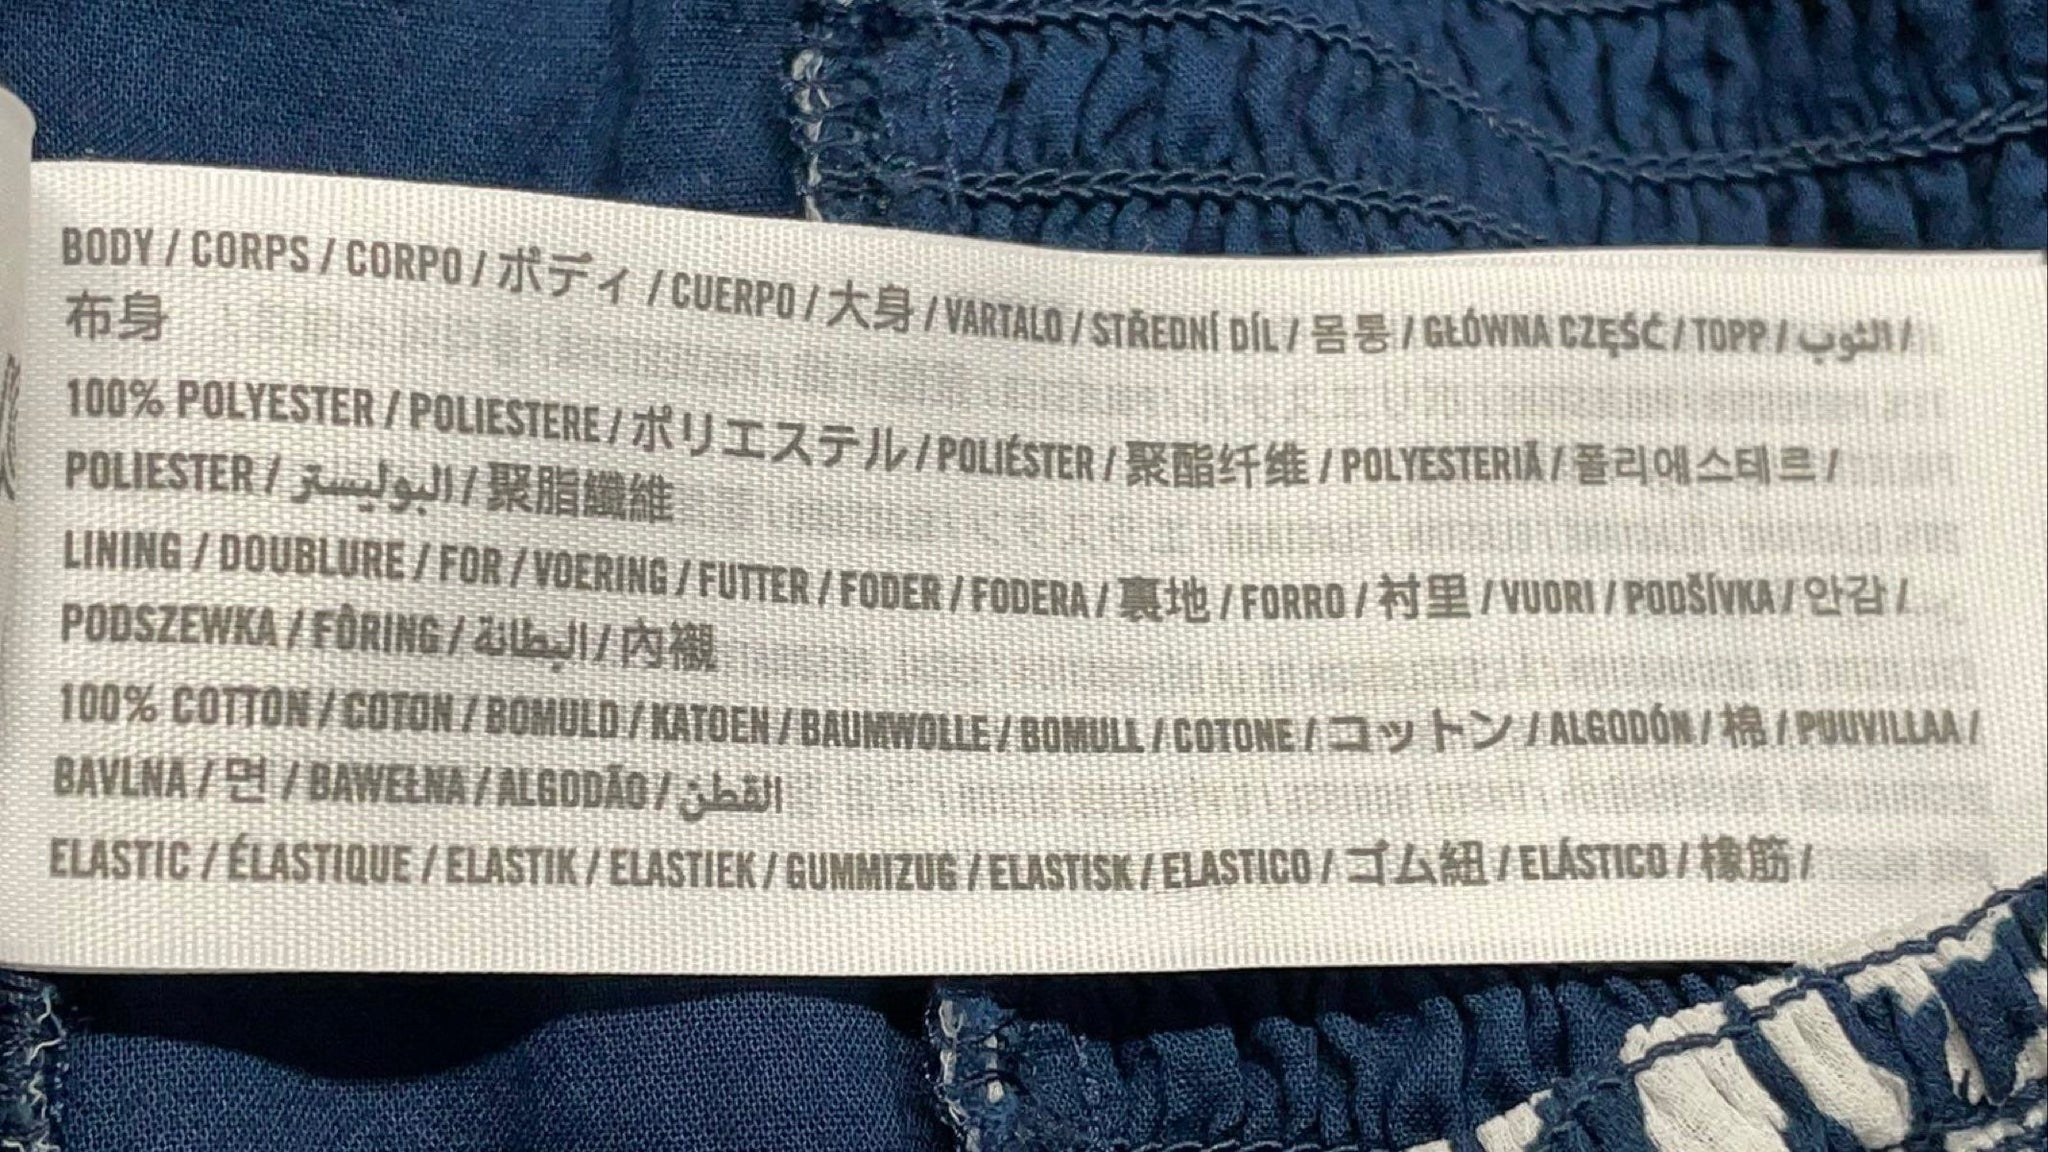 BODY / CORPS / CORPO / ボディ / CUERPO / 大身 / VARTALO / STŘEDNÍ DÍL / 몸통 / GŁÓWNA CZĘŚĆ / TOPP / الثوب /
布身
100% POLYESTER / POLIESTERE / ポリエステル / POLIÉSTER / 聚酯纤维 / POLYESTERIÄ / 폴리에스테르 /
POLIESTER / البوليستر / 聚脂纖維
LINING / DOUBLURE / FOR / VOERING / FUTTER / FODER / FODERA / 裏地 / FORRO / 衬里 / VUORI / PODŠÍVKA / 안감 /
PODSZEWKA / FÔRING / البطانة / 內襯
100% COTTON / COTON / BOMULD / KATOEN / BAUMWOLLE / BOMULL / COTONE / コットン / ALGODÓN / 棉 / PUUVILLAA /
BAVLNA / 면 / BAWEŁNA / ALGODÃO / القطن
ELASTIC / ÉLASTIQUE / ELASTIK / ELASTIEK / GUMMIZUG / ELASTISK / ELASTICO / ゴム紐 / ELÁSTICO / 橡筋 /